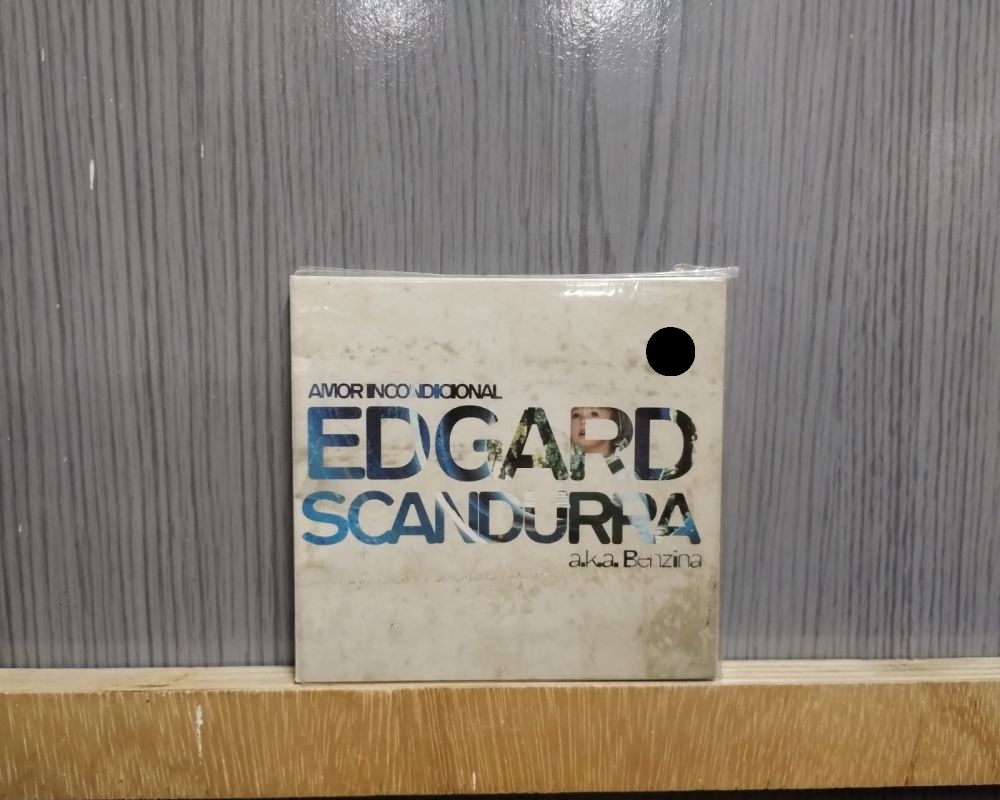 AMOR INCONDICIONAL
EDGARD
SCANDURRA
a.k.a. Benzina